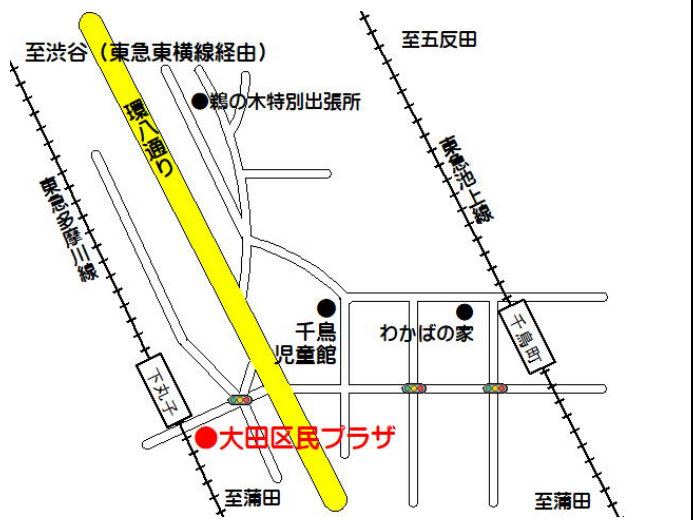 至五反田
至渋谷（東急東横線経由）
●鵜の木特別出張所
環八通り
東急池上線
東急多摩川線
千鳥
児童館
わかばの家
千鳥町
下丸子
●大田区民プラザ
至蒲田
至蒲田